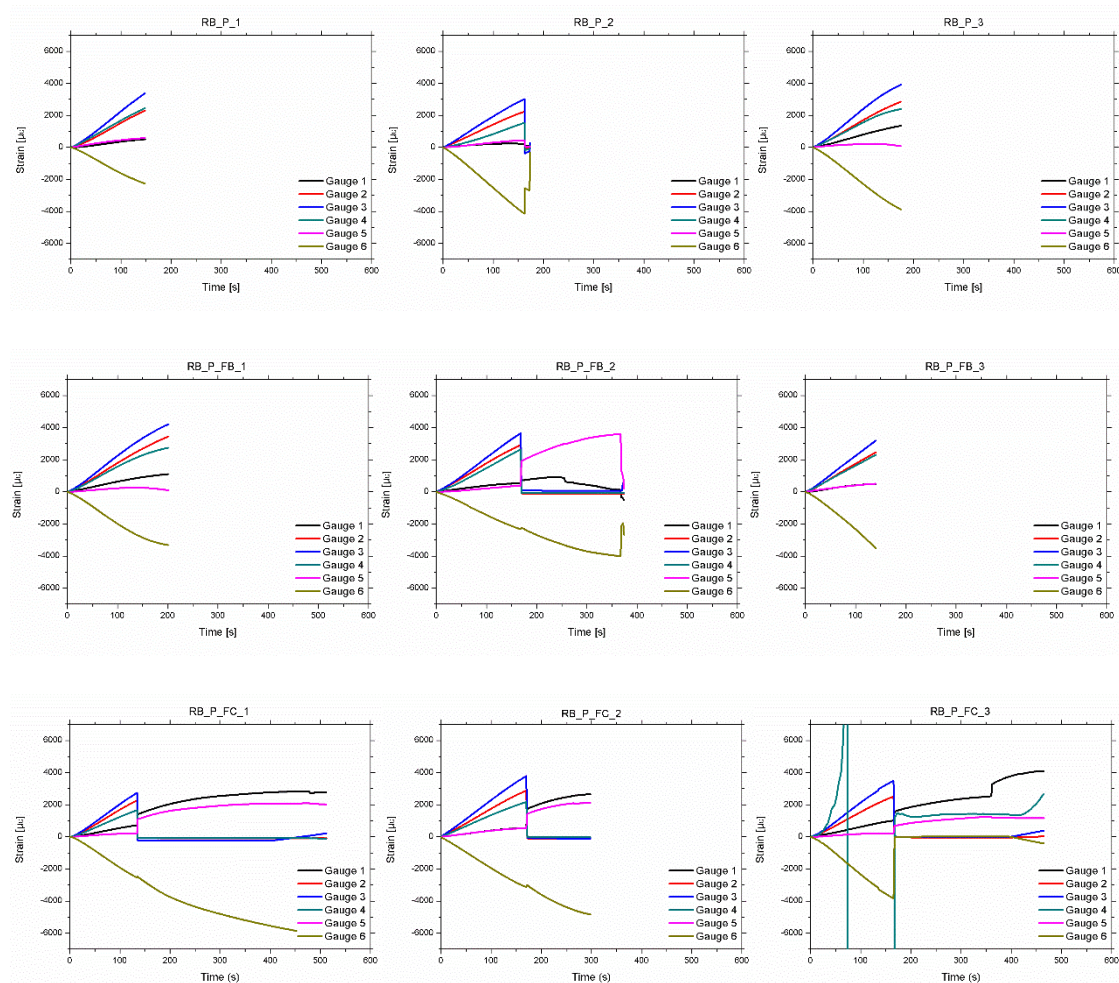 RB_P_1
6000
4000
2000
0
-2000
-4000
-6000
Strain [με]
Gauge 1
Gauge 2
Gauge 3
Gauge 4
Gauge 5
Gauge 6
0 100 200 300 400 500 600
Time [s]
RB_P_2
6000
4000
2000
0
-2000
-4000
-6000
Strain [με]
Gauge 1
Gauge 2
Gauge 3
Gauge 4
Gauge 5
Gauge 6
0 100 200 300 400 500 600
Time [s]
RB_P_3
6000
4000
2000
0
-2000
-4000
-6000
Strain [με]
Gauge 1
Gauge 2
Gauge 3
Gauge 4
Gauge 5
Gauge 6
0 100 200 300 400 500 600
Time [s]
RB_P_FB_1
6000
4000
2000
0
-2000
-4000
-6000
Strain [με]
Gauge 1
Gauge 2
Gauge 3
Gauge 4
Gauge 5
Gauge 6
0 100 200 300 400 500 600
Time [s]
RB_P_FB_2
6000
4000
2000
0
-2000
-4000
-6000
Strain [με]
Gauge 1
Gauge 2
Gauge 3
Gauge 4
Gauge 5
Gauge 6
0 100 200 300 400 500 600
Time [s]
RB_P_FB_3
6000
4000
2000
0
-2000
-4000
-6000
Strain [με]
Gauge 1
Gauge 2
Gauge 3
Gauge 4
Gauge 5
Gauge 6
0 100 200 300 400 500 600
Time [s]
RB_P_FC_1
6000
4000
2000
0
-2000
-4000
-6000
Strain [με]
Gauge 1
Gauge 2
Gauge 3
Gauge 4
Gauge 5
Gauge 6
0 100 200 300 400 500 600
Time (s)
RB_P_FC_2
6000
4000
2000
0
-2000
-4000
-6000
Strain [με]
Gauge 1
Gauge 2
Gauge 3
Gauge 4
Gauge 5
Gauge 6
0 100 200 300 400 500 600
Time (s)
RB_P_FC_3
6000
4000
2000
0
-2000
-4000
-6000
Strain [με]
Gauge 1
Gauge 2
Gauge 3
Gauge 4
Gauge 5
Gauge 6
0 100 200 300 400 500 600
Time (s)